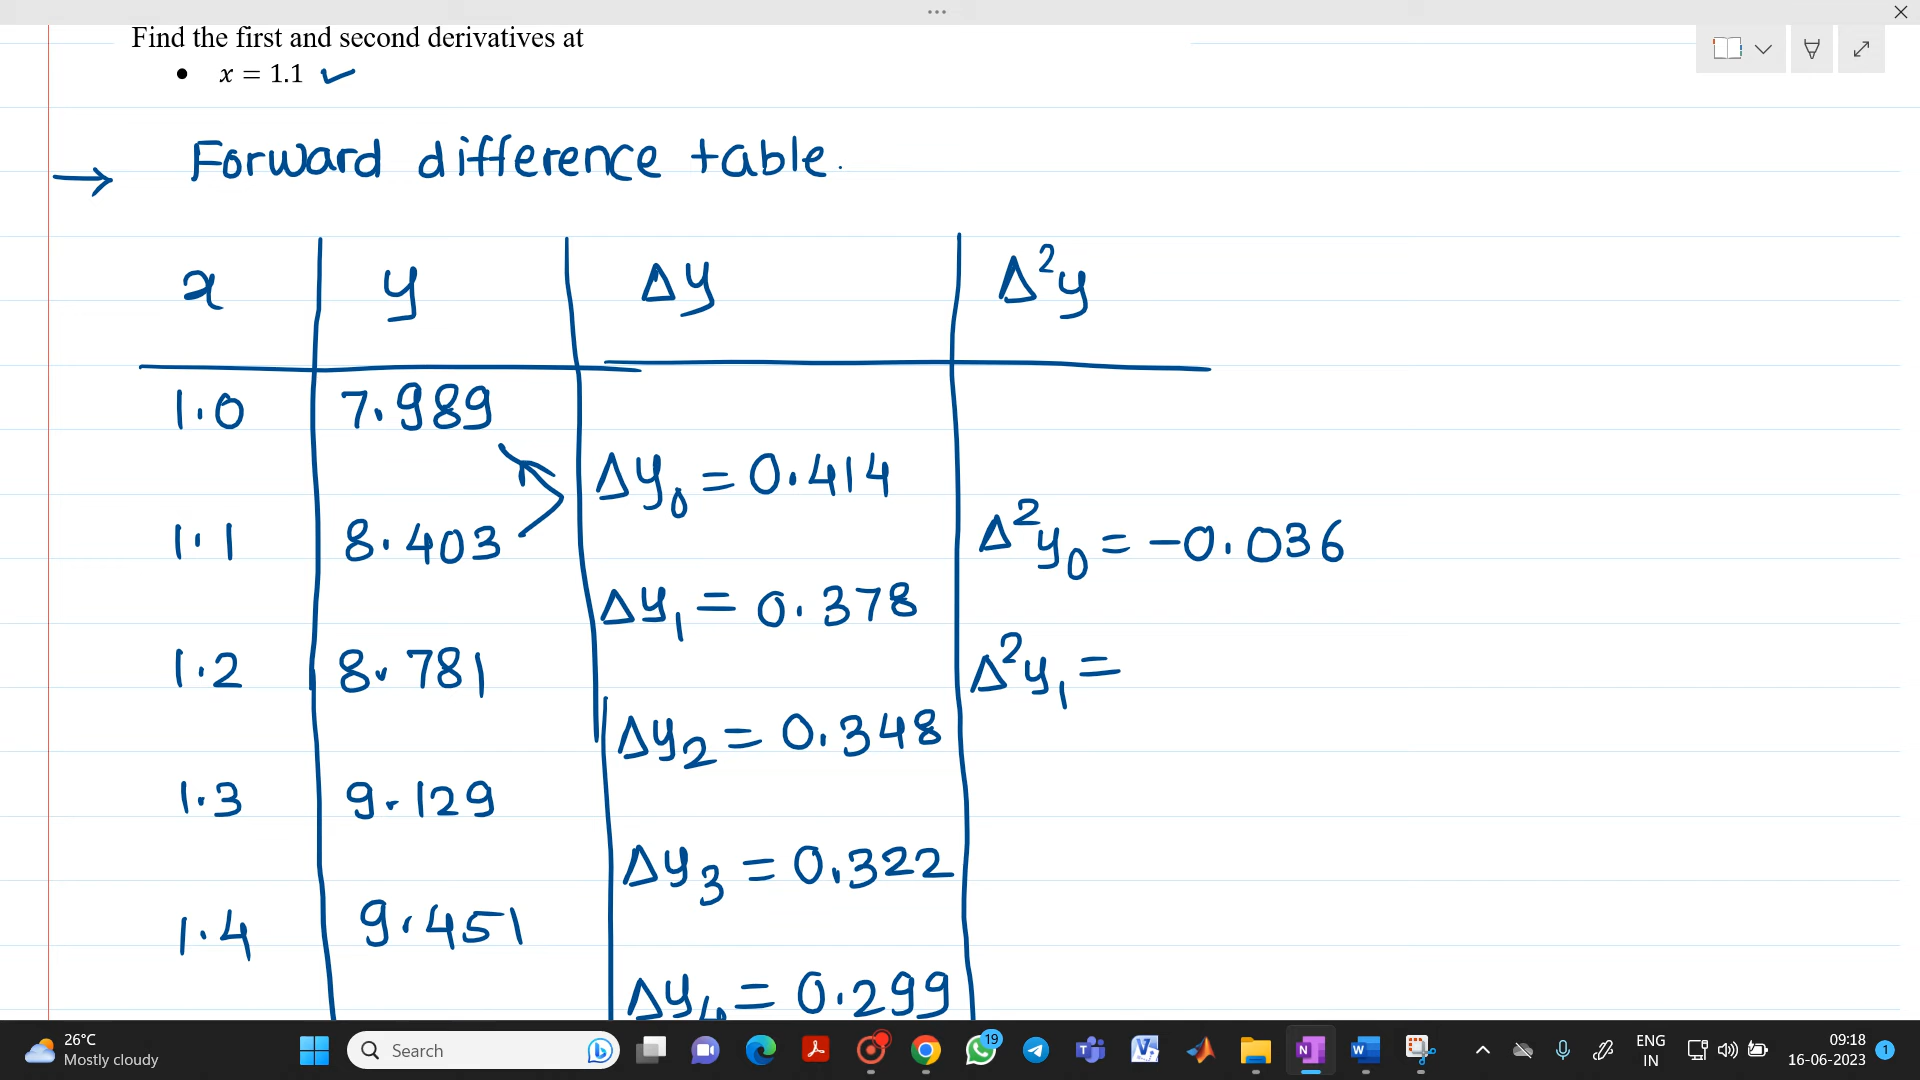 Find the first and second derivatives at
• x = 1.1
→ Forward difference table.
x y Δy Δ²y
1.0 7.989
Δy₀ = 0.414
1.1 8.403 Δ²y₀ = -0.036
Δy₁ = 0.378
1.2 8.781 Δ²y₁ =
Δy₂ = 0.348
1.3 9.129
Δy₃ = 0.322
1.4 9.451
Δy₄ = 0.299
26°C
Mostly cloudy
Search
19
ENG
IN
09:18
16-06-2023
1